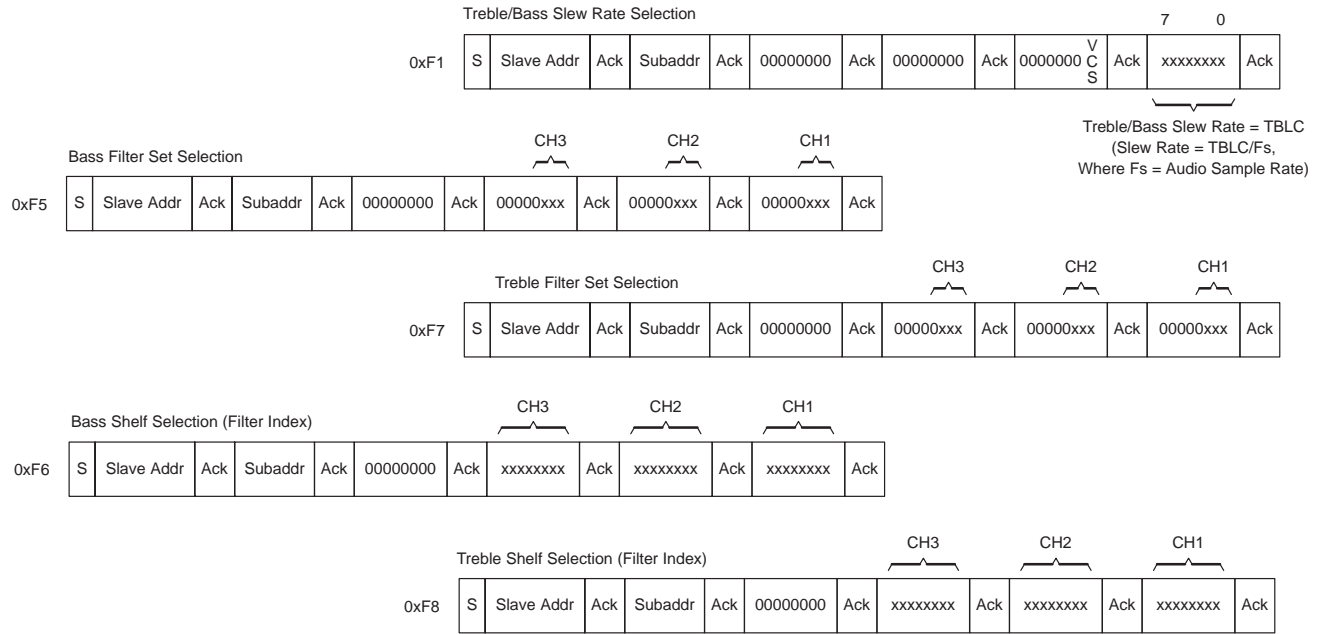 Treble/Bass Slew Rate Selection
7 0
0xF1 S Slave Addr Ack Subaddr Ack 00000000 Ack 00000000 Ack 0000000 VCS Ack xxxxxxxx Ack
Treble/Bass Slew Rate = TBLC
(Slew Rate = TBLC/Fs,
Where Fs = Audio Sample Rate)
Bass Filter Set Selection
CH3 CH2 CH1
0xF5 S Slave Addr Ack Subaddr Ack 00000000 Ack 00000xxx Ack 00000xxx Ack 00000xxx Ack
Treble Filter Set Selection
CH3 CH2 CH1
0xF7 S Slave Addr Ack Subaddr Ack 00000000 Ack 00000xxx Ack 00000xxx Ack 00000xxx Ack
Bass Shelf Selection (Filter Index)
CH3 CH2 CH1
0xF6 S Slave Addr Ack Subaddr Ack 00000000 Ack xxxxxxxx Ack xxxxxxxx Ack xxxxxxxx Ack
Treble Shelf Selection (Filter Index)
CH3 CH2 CH1
0xF8 S Slave Addr Ack Subaddr Ack 00000000 Ack xxxxxxxx Ack xxxxxxxx Ack xxxxxxxx Ack